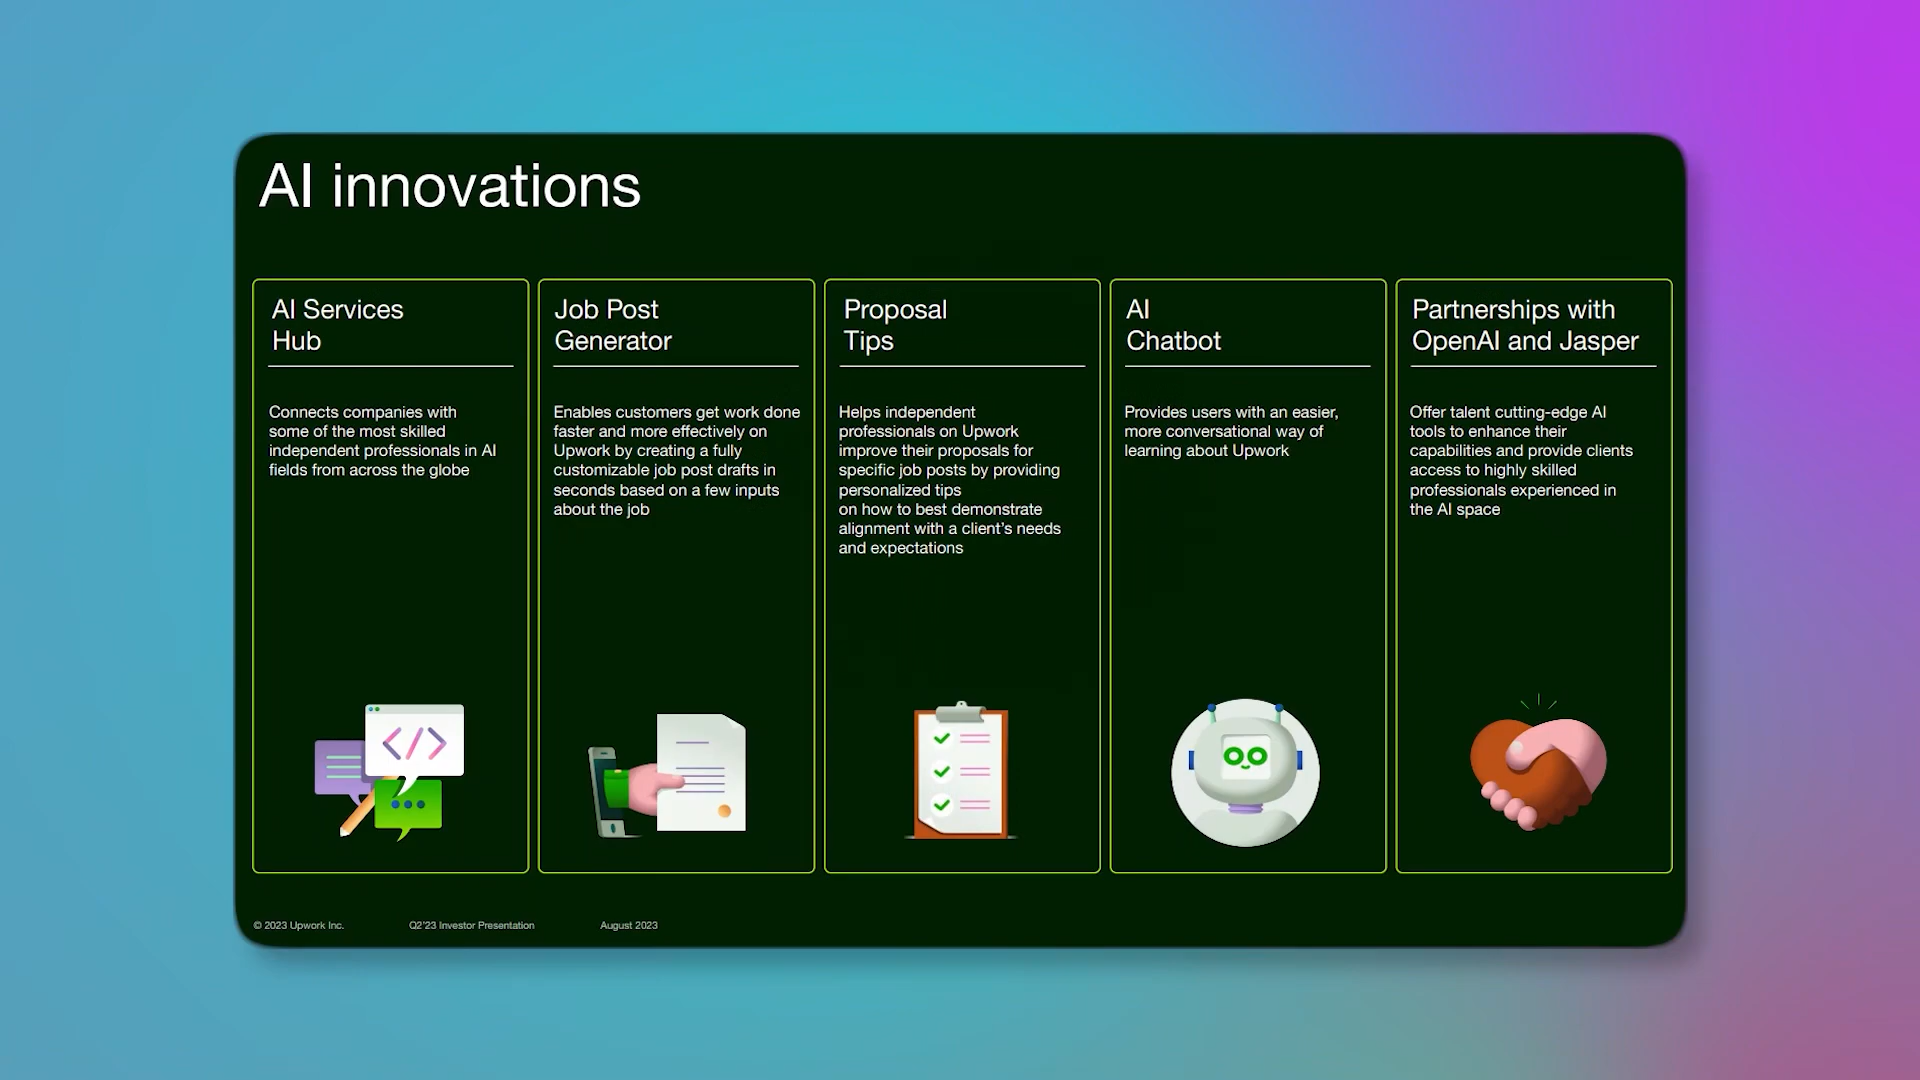 AI innovations
AI Services
Hub
Connects companies with
some of the most skilled
independent professionals in AI
fields from across the globe
Job Post
Generator
Enables customers get work done
faster and more effectively on
Upwork by creating a fully
customizable job post drafts in
seconds based on a few inputs
about the job
Proposal
Tips
Helps independent
professionals on Upwork
improve their proposals for
specific job posts by providing
personalized tips
on how to best demonstrate
alignment with a client's needs
and expectations
AI
Chatbot
Provides users with an easier,
more conversational way of
learning about Upwork
Partnerships with
OpenAI and Jasper
Offer talent cutting-edge AI
tools to enhance their
capabilities and provide clients
access to highly skilled
professionals experienced in
the AI space
</>
© 2023 Upwork Inc.
Q2'23 Investor Presentation
August 2023